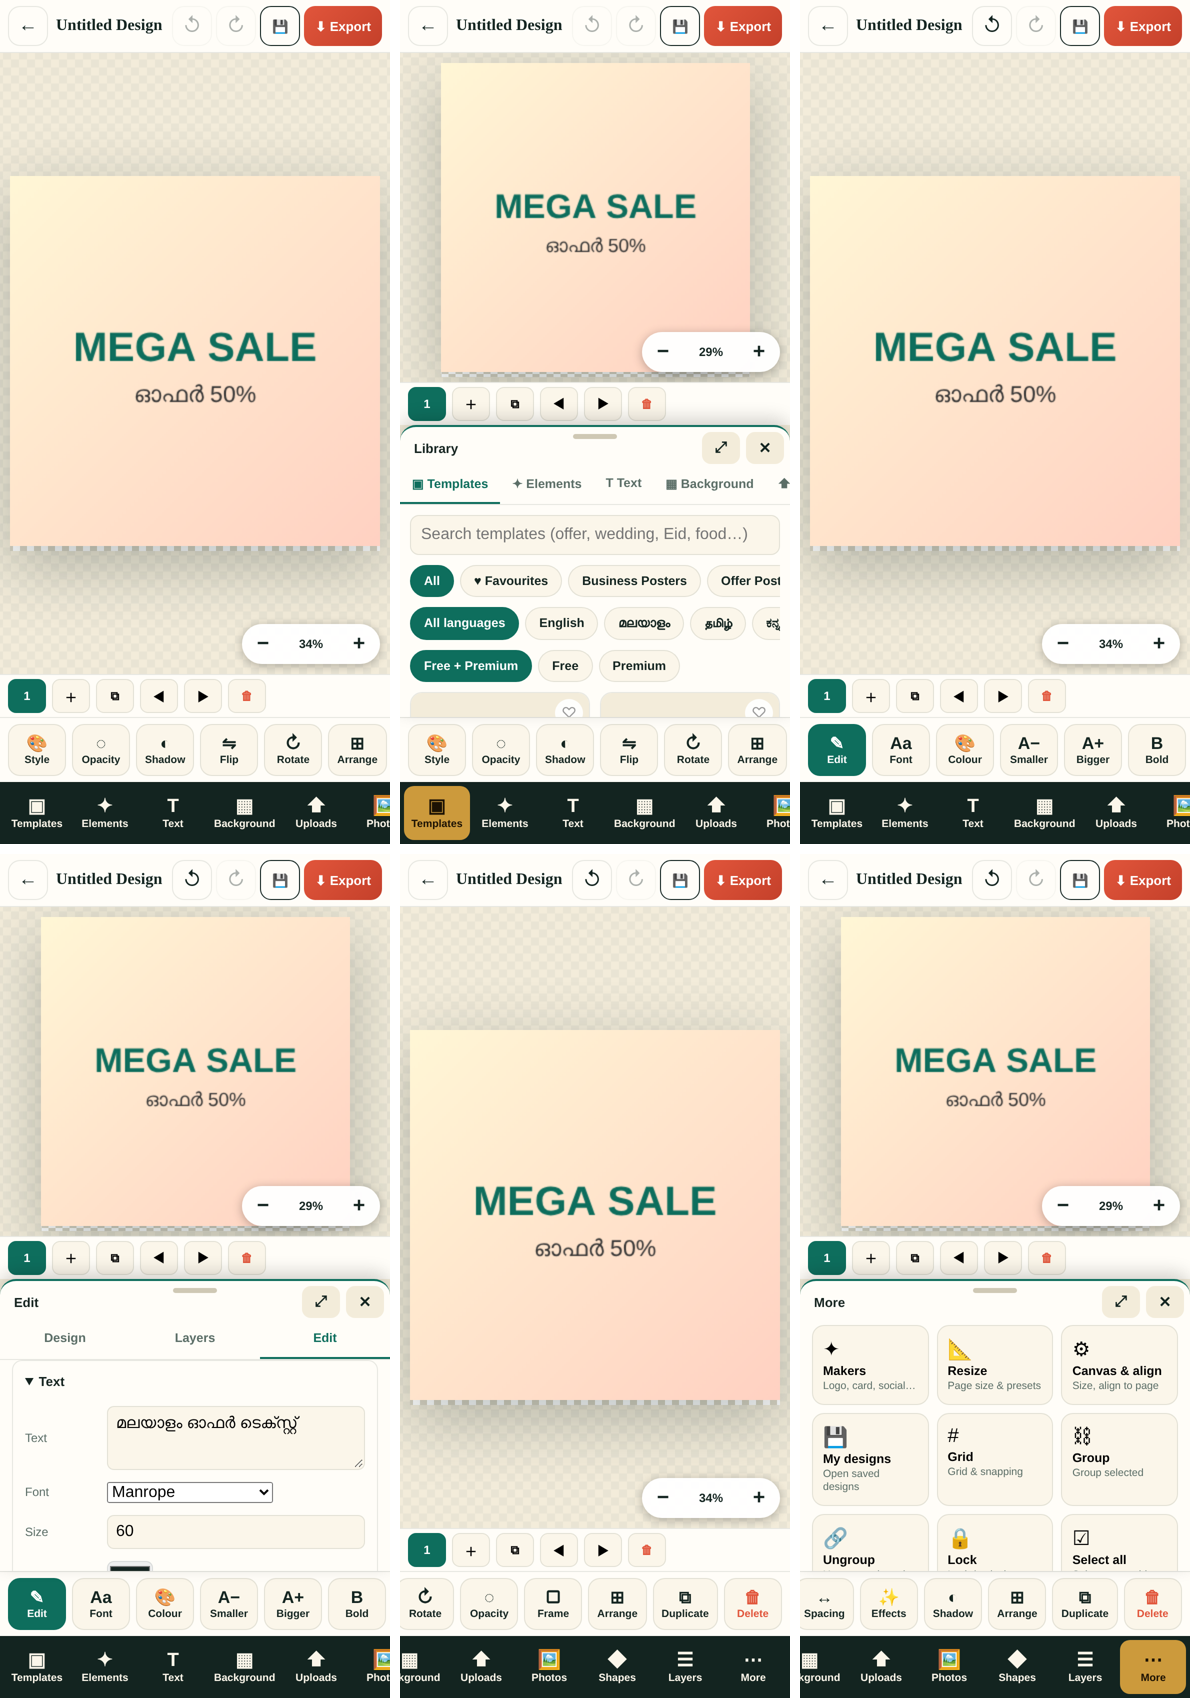 ← Untitled Design Export
MEGA SALE
ഓഫർ 50%
− 34% +
1 +
Style Opacity Shadow Flip Rotate Arrange
Templates Elements Text Background Uploads
← Untitled Design Export
MEGA SALE
ഓഫർ 50%
− 29% +
1 +
Library
Templates Elements T Text Background
Search templates (offer, wedding, Eid, food…)
All ♥ Favourites Business Posters Offer Post
All languages English മലയാളം தமிழ்
Free + Premium Free Premium
Style Opacity Shadow Flip Rotate Arrange
Templates Elements Text Background Uploads
← Untitled Design Export
MEGA SALE
ഓഫർ 50%
− 34% +
1 +
Aa A− A+ B
Edit Font Colour Smaller Bigger Bold
Templates Elements Text Background Uploads
← Untitled Design Export
MEGA SALE
ഓഫർ 50%
− 29% +
1 +
Edit
Design Layers Edit
▼ Text
Text മലയാളം ഓഫർ ടെക്സ്റ്റ്
Font Manrope
Size 60
Aa A− A+ B
Edit Font Colour Smaller Bigger Bold
Templates Elements Text Background Uploads
← Untitled Design Export
MEGA SALE
ഓഫർ 50%
− 34% +
1 +
Rotate Opacity Frame Arrange Duplicate Delete
kground Uploads Photos Shapes Layers More
← Untitled Design Export
MEGA SALE
ഓഫർ 50%
− 29% +
1 +
More
Makers Resize Canvas & align
Logo, card, social… Page size & presets Size, align to page
#
My designs Grid Group
Open saved designs Grid & snapping Group selected
Ungroup Lock Select all
Spacing Effects Shadow Arrange Duplicate Delete
kground Uploads Photos Shapes Layers More